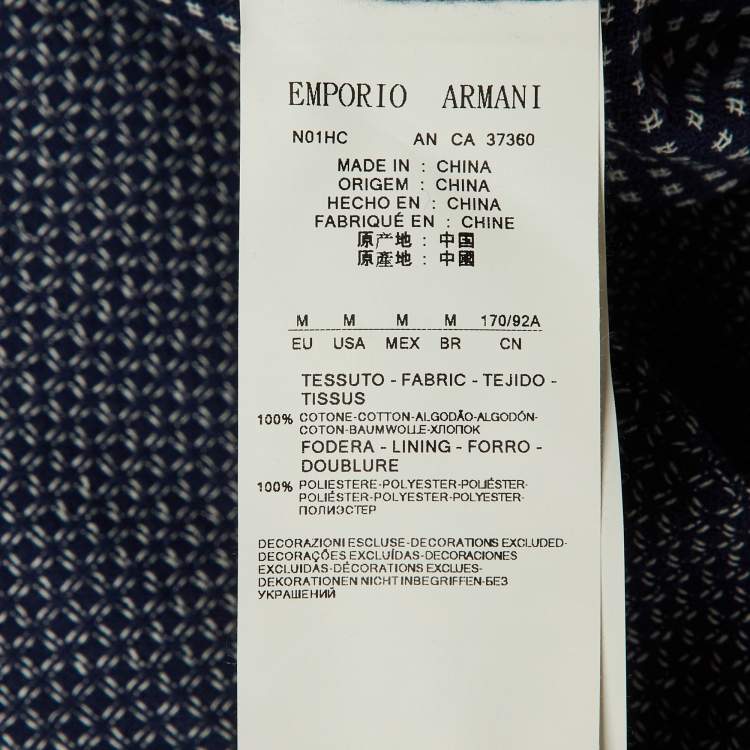 EMPORIO ARMANI
N01HC AN CA 37360
MADE IN : CHINA
ORIGEM : CHINA
HECHO EN : CHINA
FABRIQUÉ EN : CHINE
原产地 : 中国
原產地 : 中國
M M M M 170/92A
EU USA MEX BR CN
TESSUTO - FABRIC - TEJIDO -
TISSUS
100% COTONE-COTTON-ALGODÃO-ALGODÓN-
COTON-BAUMWOLLE-ХЛОПОК
FODERA - LINING - FORRO -
DOUBLURE
100% POLIESTERE-POLYESTER-POLIÉSTER-
POLIÉSTER-POLYESTER-POLYESTER-
ПОЛИЭСТЕР
DECORAZIONI ESCLUSE-DECORATIONS EXCLUDED-
DECORAÇÕES EXCLUÍDAS-DECORACIONES
EXCLUIDAS-DÉCORATIONS EXCLUES-
DEKORATIONEN NICHT INBEGRIFFEN-БЕЗ
УКРАШЕНИЙ